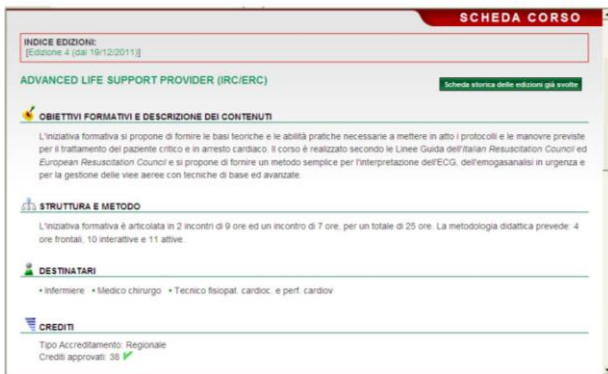 SCHEDA CORSO
INDICE EDIZIONI:
[Edizione 4 (dal 19/12/2011)]
ADVANCED LIFE SUPPORT PROVIDER (IRC/ERC)
Scheda storica delle edizioni già svolte
OBIETTIVI FORMATIVI E DESCRIZIONE DEI CONTENUTI
L'iniziativa formativa si propone di fornire le basi teoriche e le abilità pratiche necessarie a mettere in atto i protocolli e le manovre previste
per il trattamento del paziente critico e in arresto cardiaco. Il corso è realizzato secondo le Linee Guida dell'Italian Resuscitation Council ed
European Resuscitation Council e si propone di fornire un metodo semplice per l'interpretazione dell'ECG, dell'emogasanalisi in urgenza e
per la gestione delle viee aeree con tecniche di base ed avanzate.
STRUTTURA E METODO
L'iniziativa formativa è articolata in 2 incontri di 9 ore ed un incontro di 7 ore, per un totale di 25 ore. La metodologia didattica prevede: 4
ore frontali, 10 interattive e 11 attive.
DESTINATARI
• Infermiere • Medico chirurgo • Tecnico fisiopat. cardioc. e perf. cardiov
CREDITI
Tipo Accreditamento: Regionale
Crediti approvati: 38